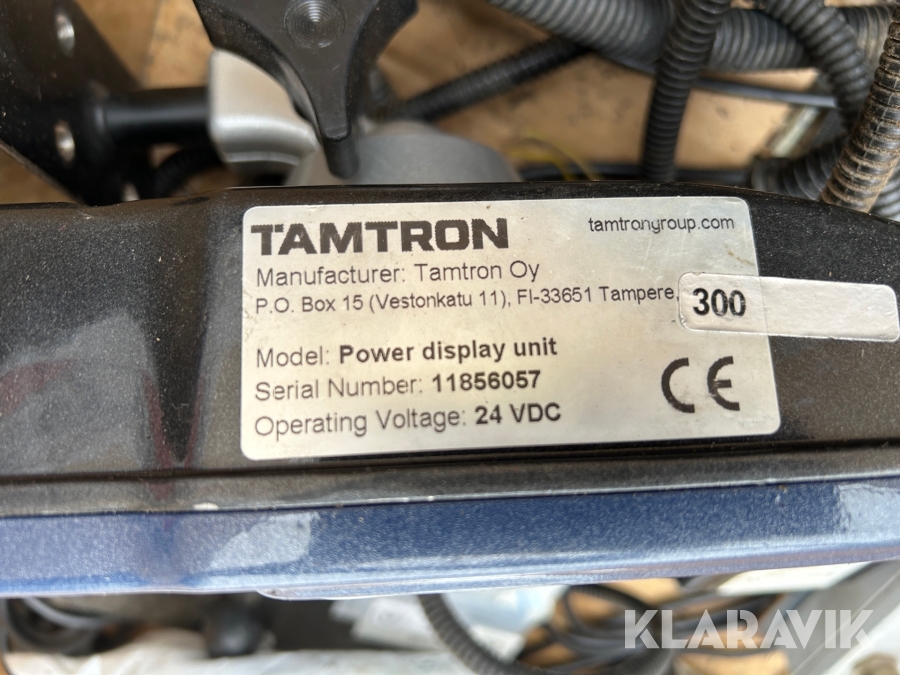 TAMTRON
tamtrongroup.com
Manufacturer: Tamtron Oy
P.O. Box 15 (Vestonkatu 11), FI-33651 Tampere,
300
Model: Power display unit
Serial Number: 11856057
CE
Operating Voltage: 24 VDC
KLARAVIK